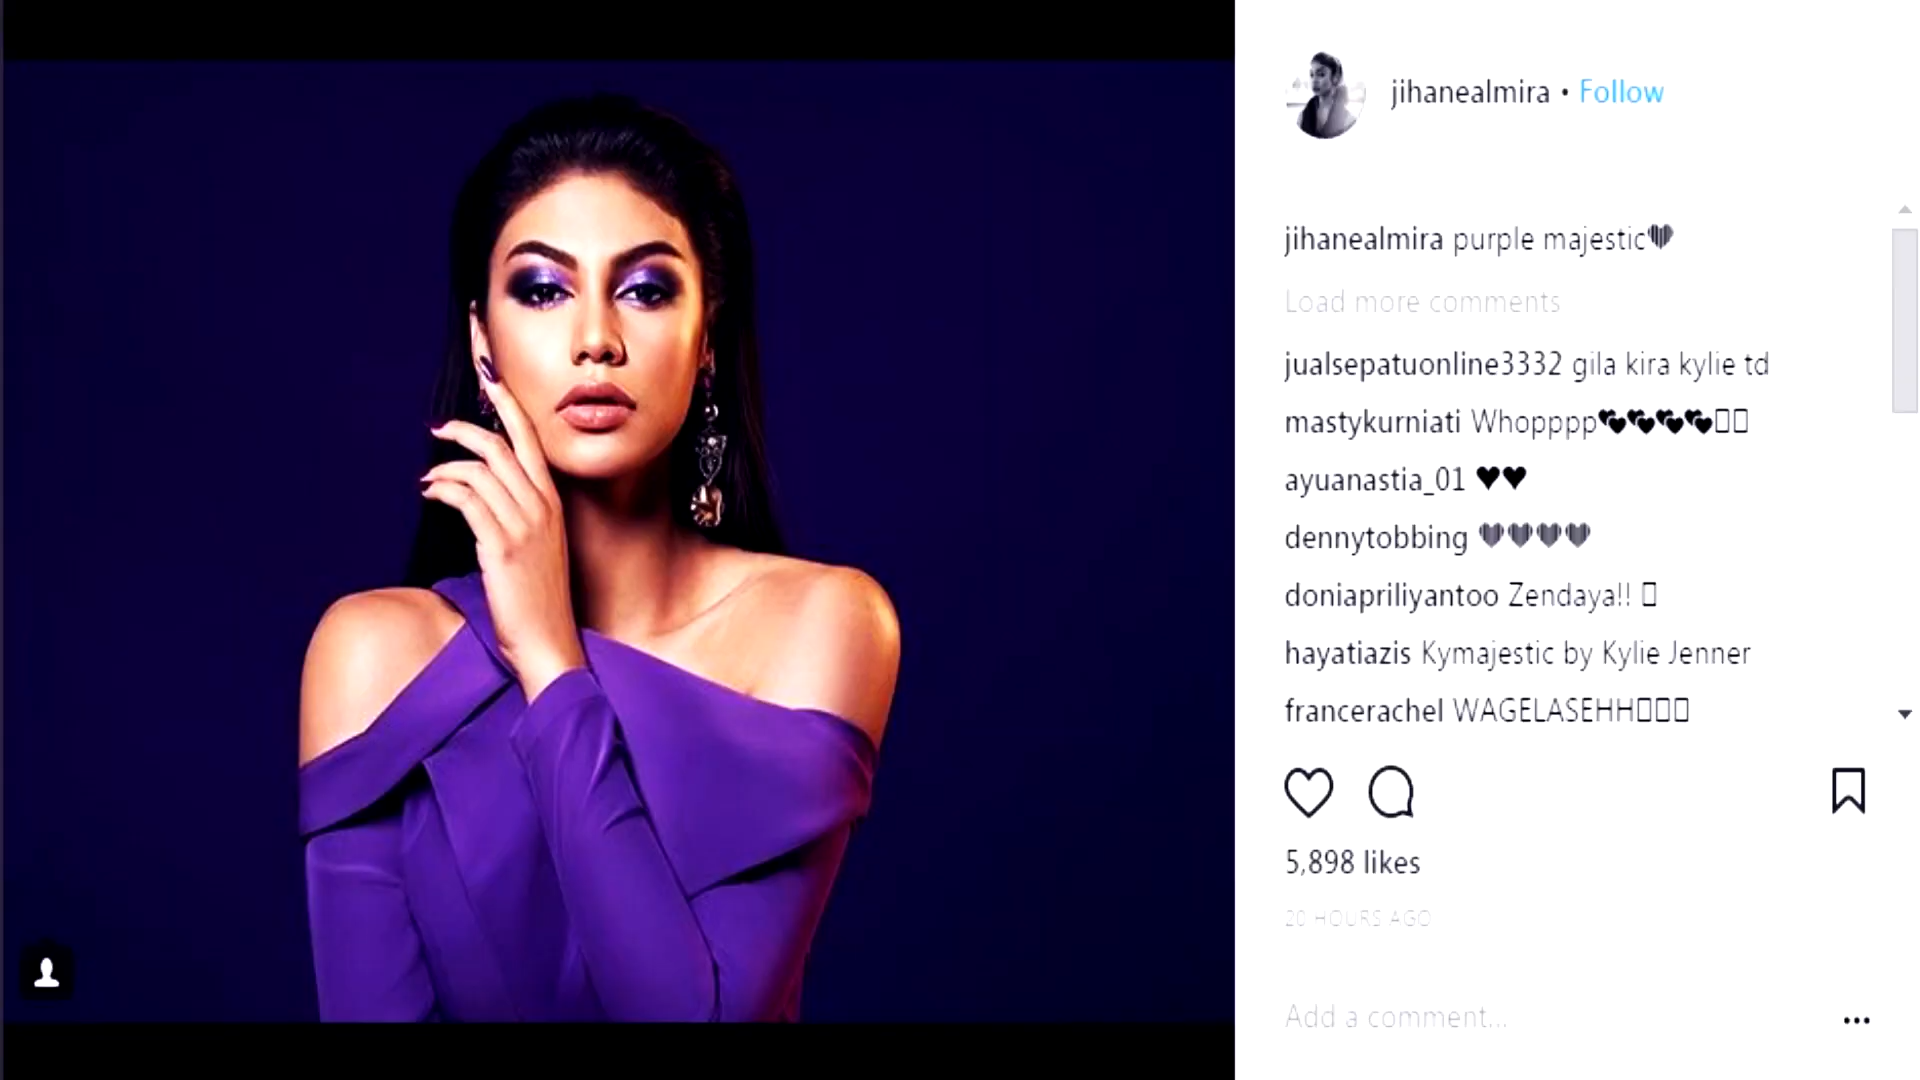 jihanealmira • Follow
jihanealmira purple majestic🖤
Load more comments
jualsepatuonline3332 gila kira kylie td
mastykurniati Whopppp💕💕💕💕▯▯
ayuanastia_01 ♥♥
dennytobbing 🖤🖤🖤🖤
doniapriliyantoo Zendaya!! ▯
hayatiazis Kymajestic by Kylie Jenner
francerachel WAGELASEHH▯▯▯
5,898 likes
20 HOURS AGO
Add a comment...